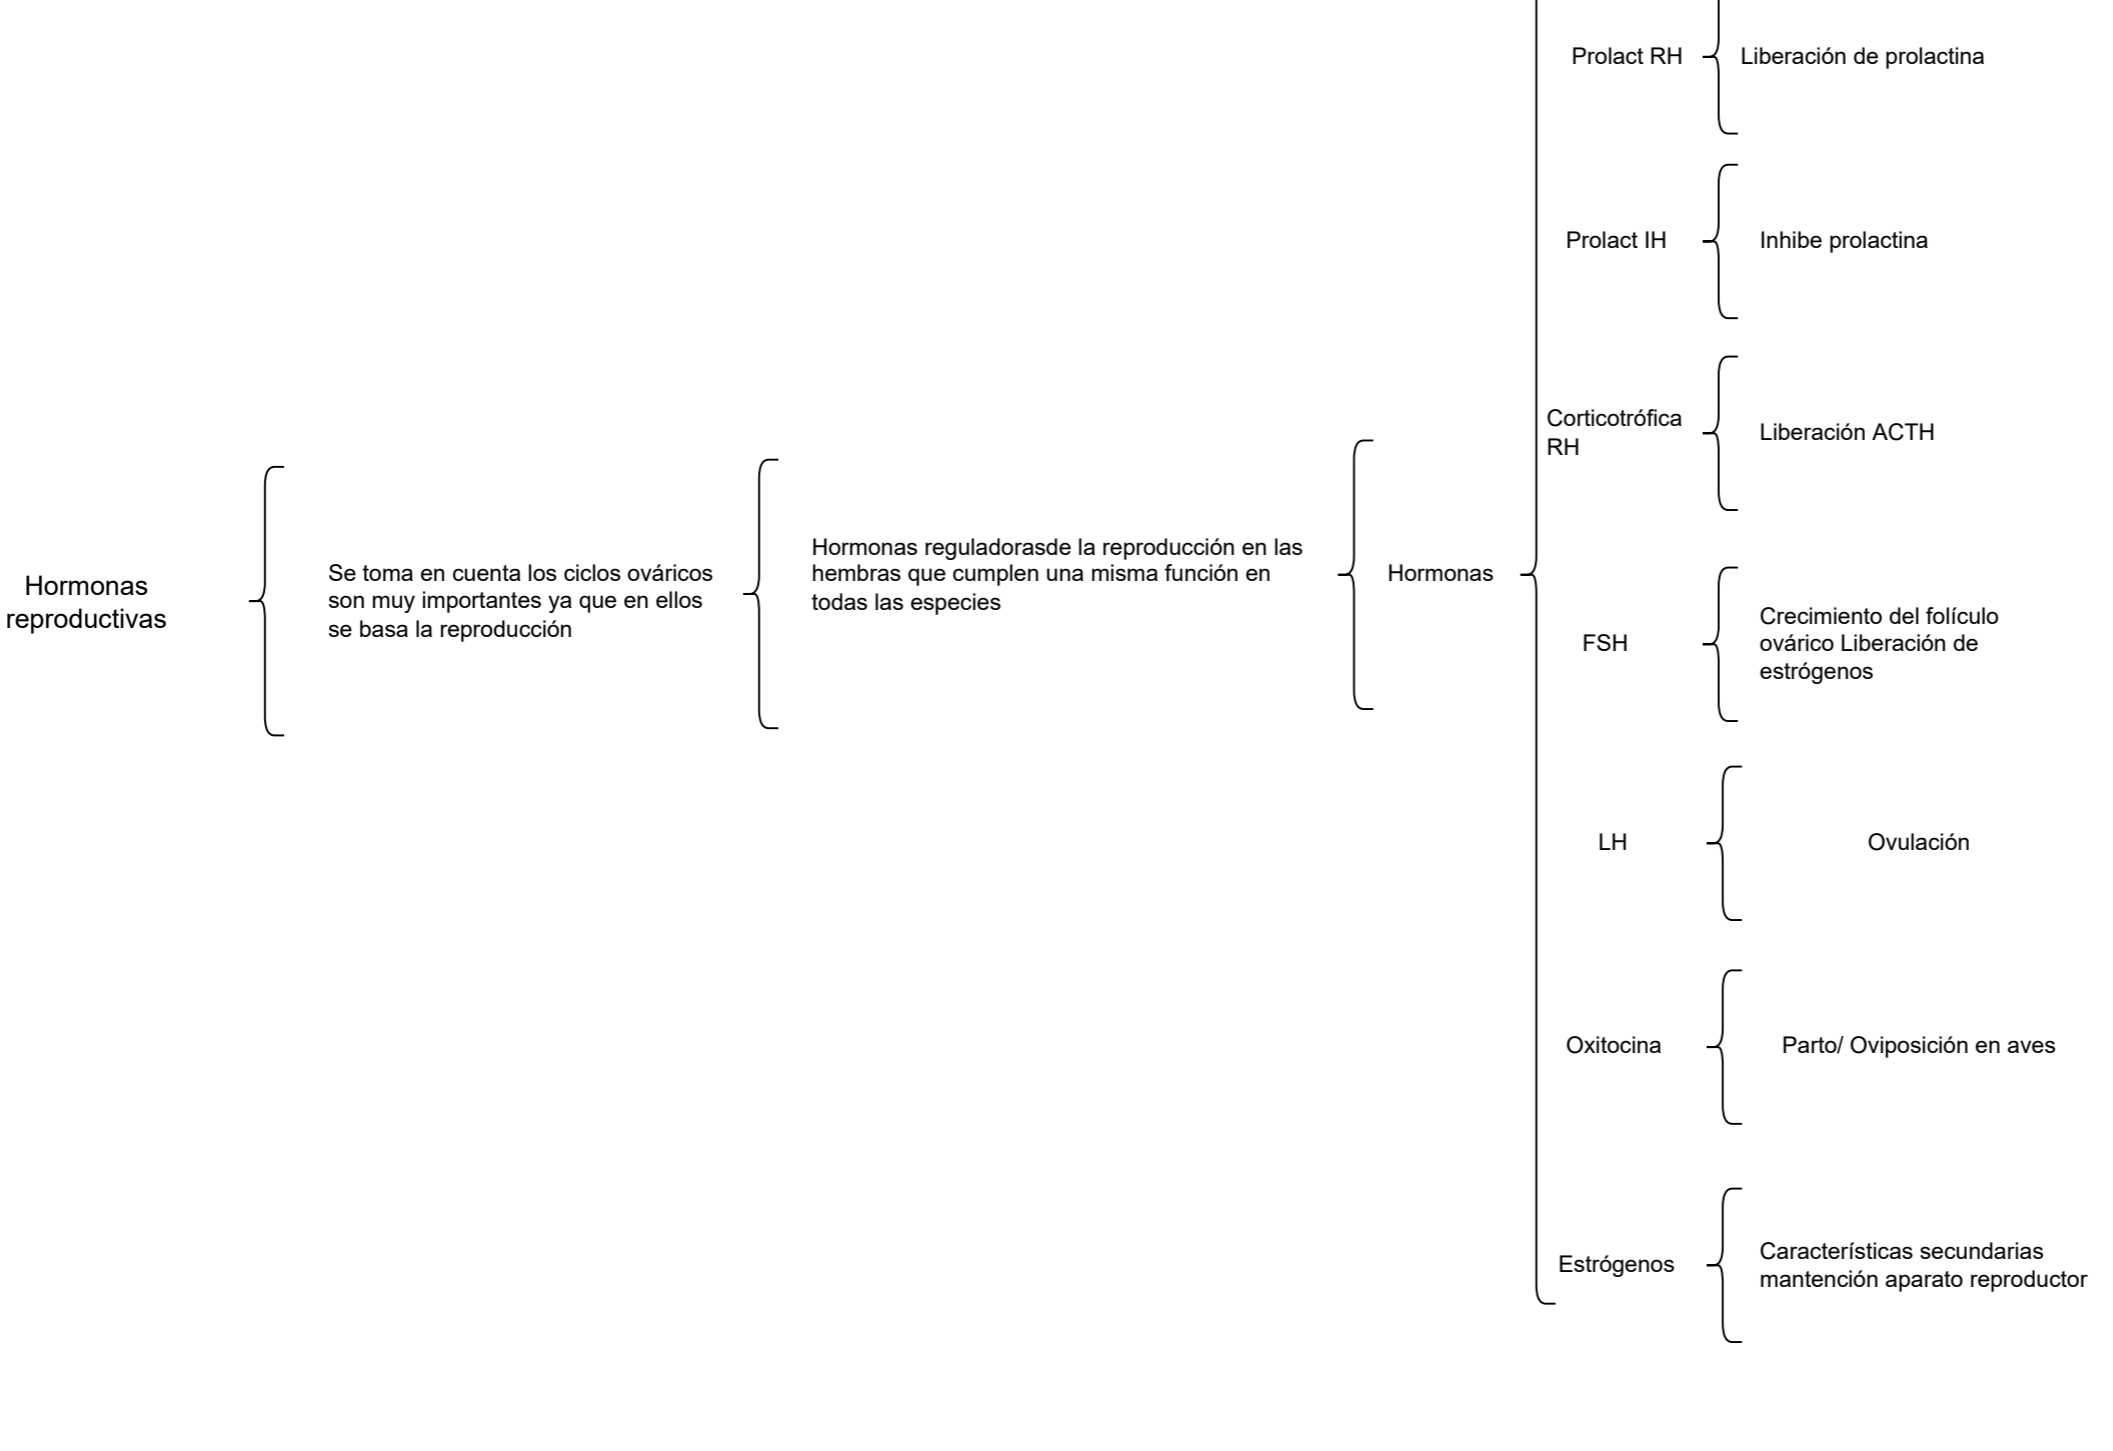 Hormonas
reproductivas
Se toma en cuenta los ciclos ováricos
son muy importantes ya que en ellos
se basa la reproducción
Hormonas reguladorasde la reproducción en las
hembras que cumplen una misma función en
todas las especies
Hormonas
Prolact RH
Liberación de prolactina
Prolact IH
Inhibe prolactina
Corticotrófica
RH
Liberación ACTH
FSH
Crecimiento del folículo
ovárico Liberación de
estrógenos
LH
Ovulación
Oxitocina
Parto/ Oviposición en aves
Estrógenos
Características secundarias
mantención aparato reproductor